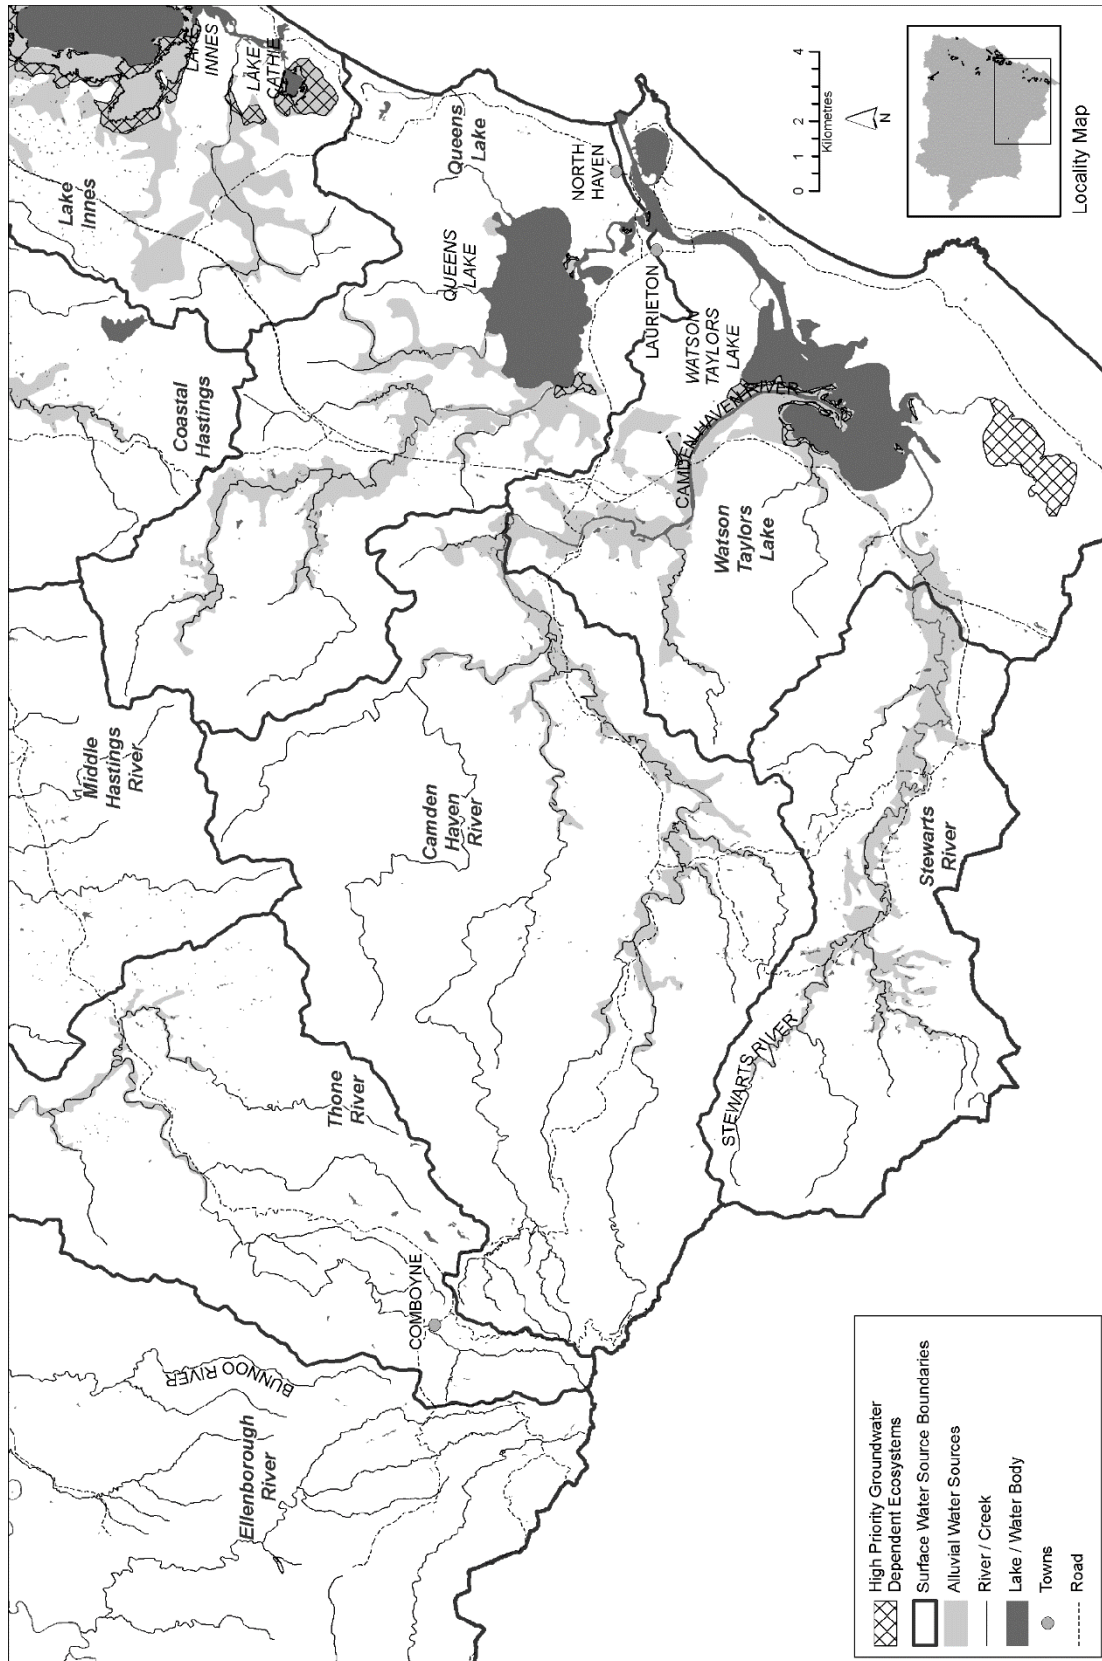 LAKE
INNES
LAKE
CATHIE
Lake
Innes
Queens
Lake
QUEENS
LAKE
NORTH
HAVEN
LAURIETON
WATSON
TAYLORS
LAKE
CAMDEN HAVEN RIVER
Coastal
Hastings
Watson
Taylors
Lake
Middle
Hastings
River
Camden
Haven
River
Stewarts
River
STEWARTS RIVER
Thone
River
COMBOYNE
BUNNOO RIVER
Ellenborough
River
0 1 2 4
Kilometres
N
Locality Map
High Priority Groundwater
Dependent Ecosystems
Surface Water Source Boundaries
Alluvial Water Sources
River / Creek
Lake / Water Body
Towns
Road